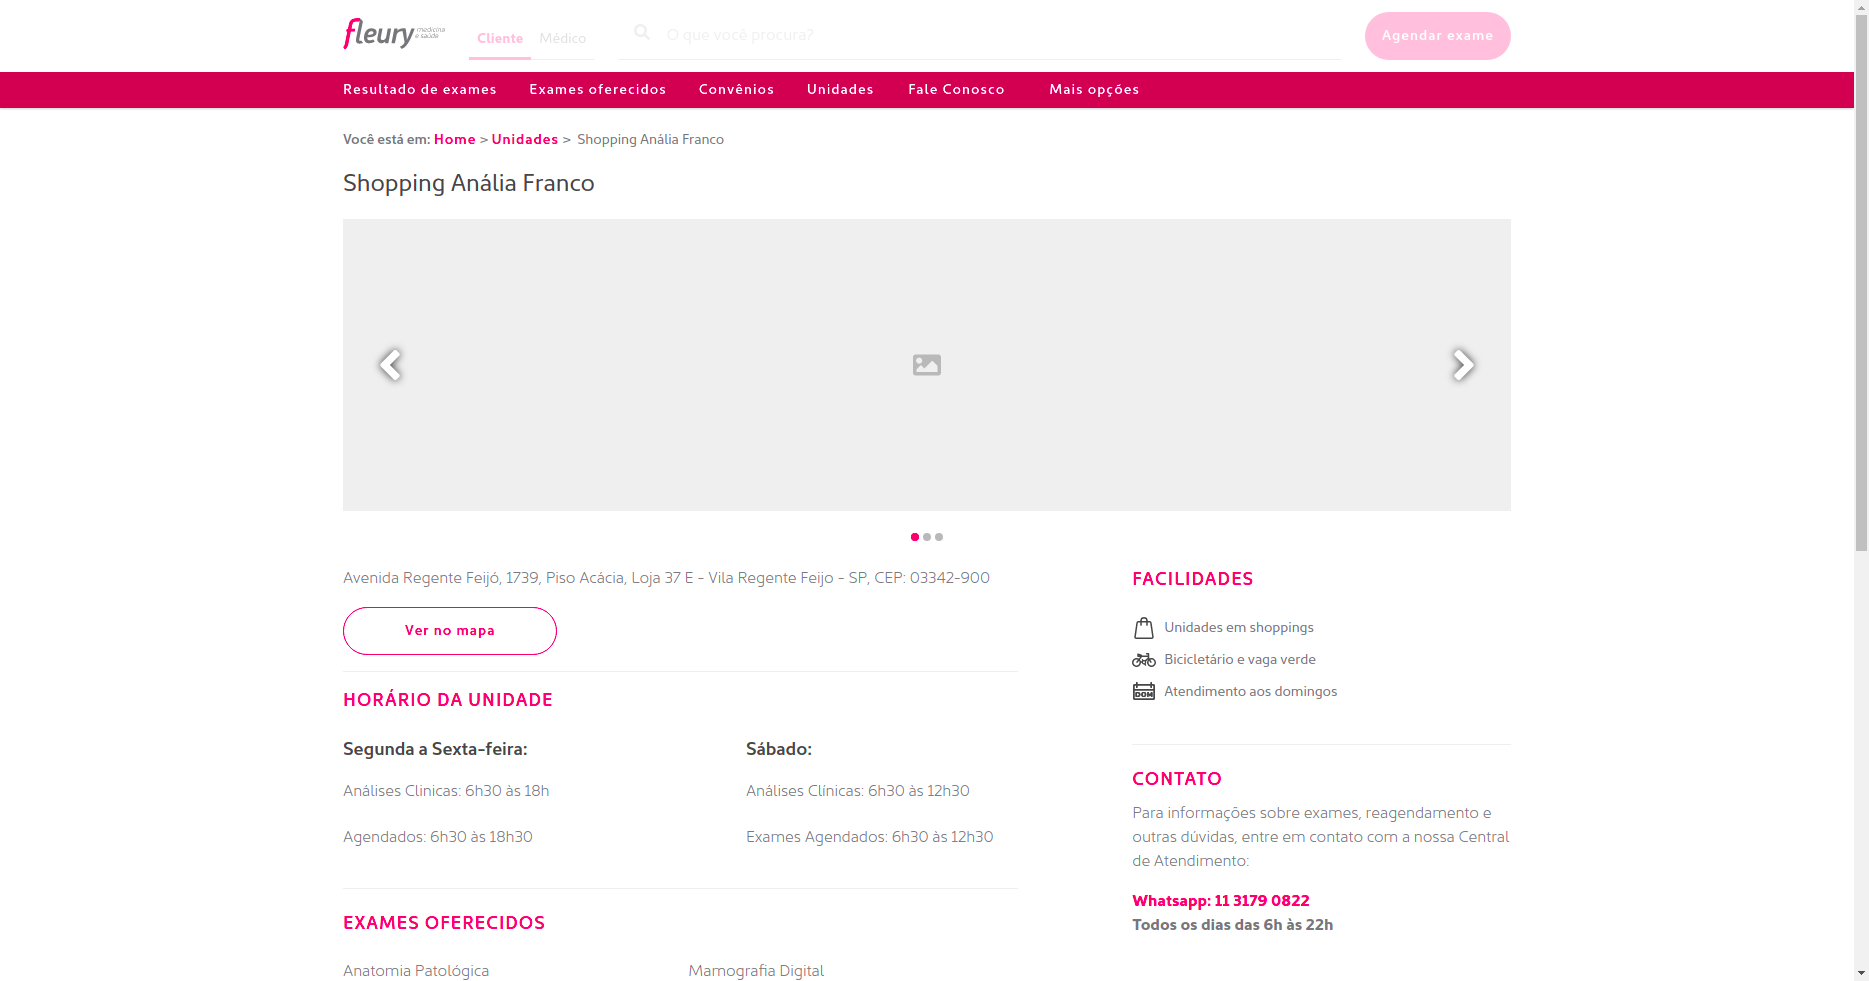 fleury medicina e saúde
Cliente Médico O que você procura? Agendar exame
Resultado de exames Exames oferecidos Convênios Unidades Fale Conosco Mais opções
Você está em: Home > Unidades > Shopping Anália Franco
Shopping Anália Franco
Avenida Regente Feijó, 1739, Piso Acácia, Loja 37 E - Vila Regente Feijo - SP, CEP: 03342-900
Ver no mapa
HORÁRIO DA UNIDADE
Segunda a Sexta-feira:
Análises Clinicas: 6h30 às 18h
Agendados: 6h30 às 18h30
Sábado:
Análises Clínicas: 6h30 às 12h30
Exames Agendados: 6h30 às 12h30
EXAMES OFERECIDOS
Anatomia Patológica
Mamografia Digital
FACILIDADES
Unidades em shoppings
Bicicletário e vaga verde
DOM Atendimento aos domingos
CONTATO
Para informações sobre exames, reagendamento e
outras dúvidas, entre em contato com a nossa Central
de Atendimento:
Whatsapp: 11 3179 0822
Todos os dias das 6h às 22h